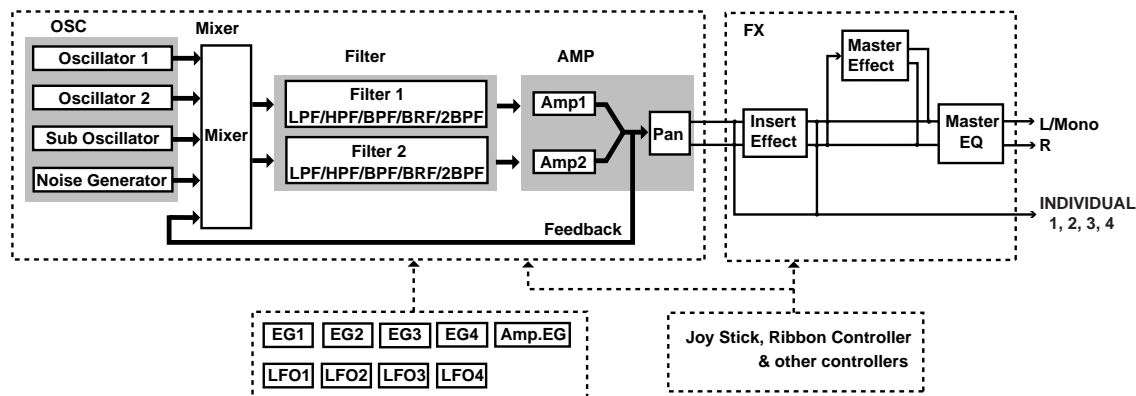 OSC
Mixer
Filter
AMP
FX
Oscillator 1
Oscillator 2
Sub Oscillator
Noise Generator
Mixer
Filter 1
LPF/HPF/BPF/BRF/2BPF
Filter 2
LPF/HPF/BPF/BRF/2BPF
Amp1
Amp2
Pan
Feedback
Insert
Effect
Master
Effect
Master
EQ
L/Mono
R
INDIVIDUAL
1, 2, 3, 4
EG1
EG2
EG3
EG4
Amp.EG
LFO1
LFO2
LFO3
LFO4
Joy Stick, Ribbon Controller
& other controllers